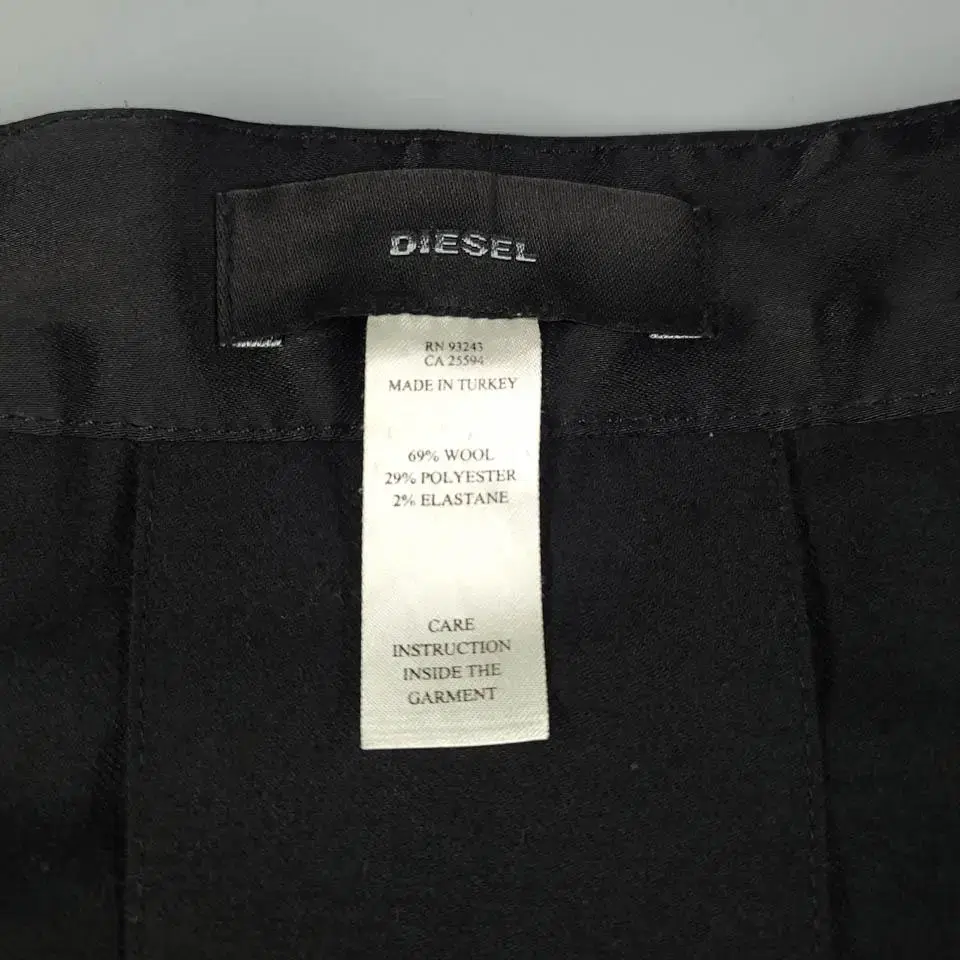 DIESEL
RN 93243
CA 25594
MADE IN TURKEY
69% WOOL
29% POLYESTER
2% ELASTANE
CARE
INSTRUCTION
INSIDE THE
GARMENT